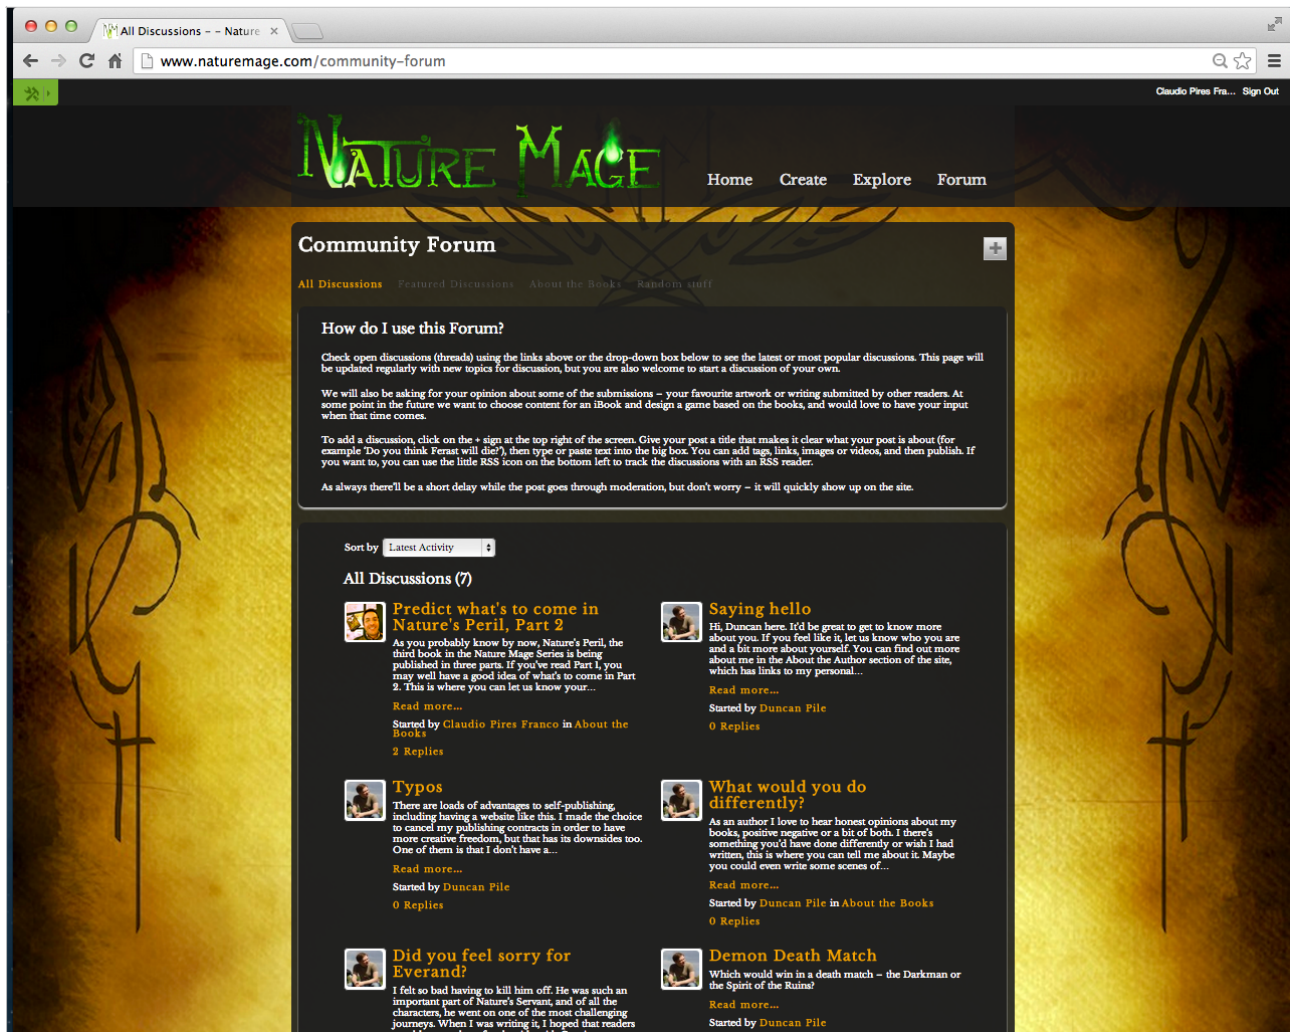 All Discussions – – Nature
www.naturemage.com/community-forum
Claudio Pires Fra... Sign Out
NATURE MAGE
Home Create Explore Forum
Community Forum
All Discussions Featured Discussions About the Books Random stuff
How do I use this Forum?
Check open discussions (threads) using the links above or the drop-down box below to see the latest or most popular discussions. This page will
be updated regularly with new topics for discussion, but you are also welcome to start a discussion of your own.
We will also be asking for your opinion about some of the submissions – your favourite artwork or writing submitted by other readers. At
some point in the future we want to choose content for an iBook and design a game based on the books, and would love to have your input
when that time comes.
To add a discussion, click on the + sign at the top right of the screen. Give your post a title that makes it clear what your post is about (for
example 'Do you think Ferast will die?'), then type or paste text into the big box. You can add tags, links, images or videos, and then publish. If
you want to, you can use the little RSS icon on the bottom left to track the discussions with an RSS reader.
As always there'll be a short delay while the post goes through moderation, but don't worry – it will quickly show up on the site.
Sort by Latest Activity
All Discussions (7)
Predict what's to come in
Nature's Peril, Part 2
As you probably know by now, Nature's Peril, the
third book in the Nature Mage Series is being
published in three parts. If you've read Part 1, you
may well have a good idea of what's to come in Part
2. This is where you can let us know your...
Read more...
Started by Claudio Pires Franco in About the
Books
2 Replies
Saying hello
Hi, Duncan here. It'd be great to get to know more
about you. If you feel like it, let us know who you are
and a bit more about yourself. You can find out more
about me in the About the Author section of the site,
which has links to my personal...
Read more...
Started by Duncan Pile
0 Replies
Typos
There are loads of advantages to self-publishing,
including having a website like this. I made the choice
to cancel my publishing contracts in order to have
more creative freedom, but that has its downsides too.
One of them is that I don't have a...
Read more...
Started by Duncan Pile
0 Replies
What would you do
differently?
As an author I love to hear honest opinions about my
books, positive negative or a bit of both. I there's
something you'd have done differently or wish I had
written, this is where you can tell me about it. Maybe
you could even write some scenes of...
Read more...
Started by Duncan Pile in About the Books
0 Replies
Did you feel sorry for
Everand?
I felt so bad having to kill him off. He was such an
important part of Nature's Servant, and of all the
characters, he went on one of the most challenging
journeys. When I was writing it, I hoped that readers
Demon Death Match
Which would win in a death match – the Darkman or
the Spirit of the Ruins?
Read more...
Started by Duncan Pile